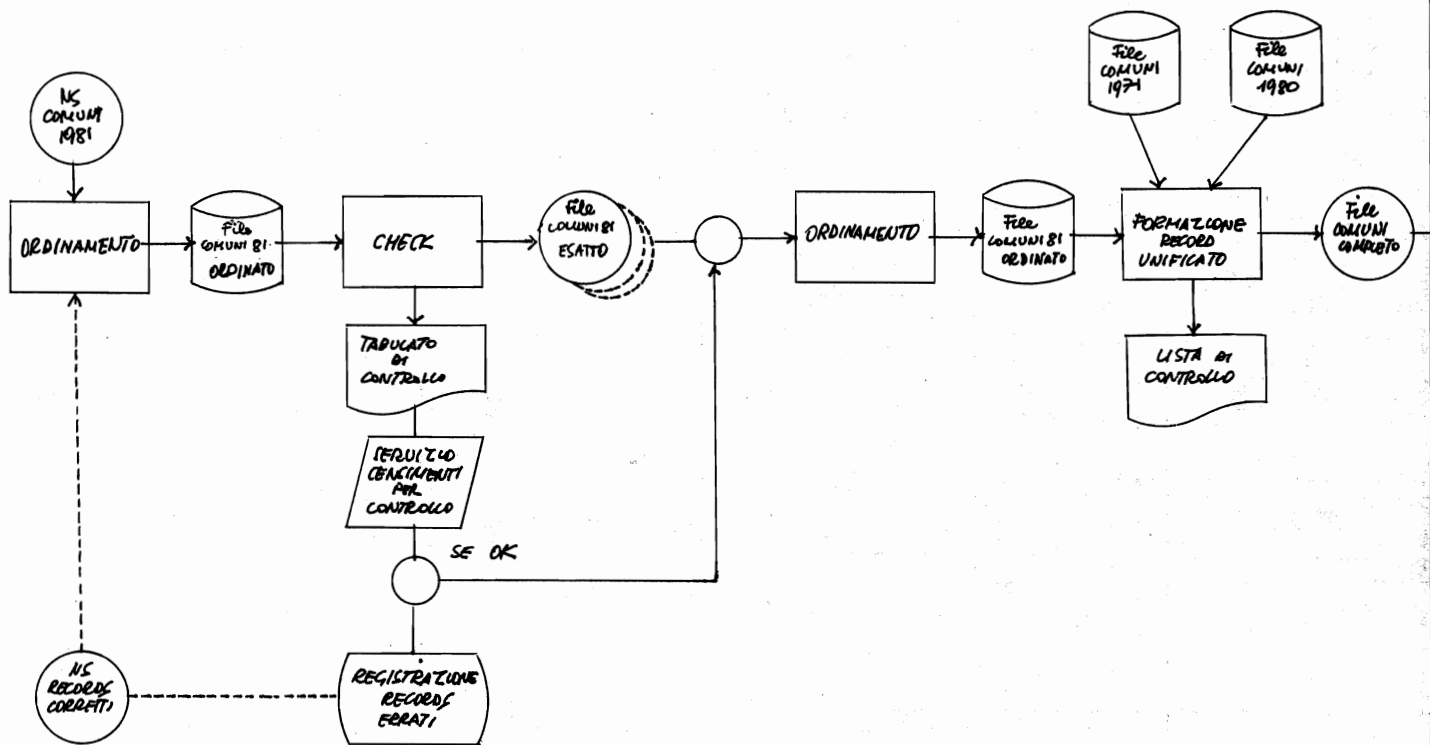 NS
COMUNI
1981
ORDINAMENTO
File
COMUNI 81
ORDINATO
CHECK
File
COMUNI 81
ESATTO
ORDINAMENTO
File
COMUNI 81
ORDINATO
File
COMUNI
1971
File
COMUNI
1980
FORMAZIONE
RECORD
UNIFICATO
File
COMUNI
COMPLETO
TABULATO
DI
CONTROLLO
LISTA DI
CONTROLLO
SERVIZIO
CENSIMENTI
PER
CONTROLLO
SE OK
REGISTRAZIONE
RECORDS
ERRATI
NS
RECORDS
CORRETTI